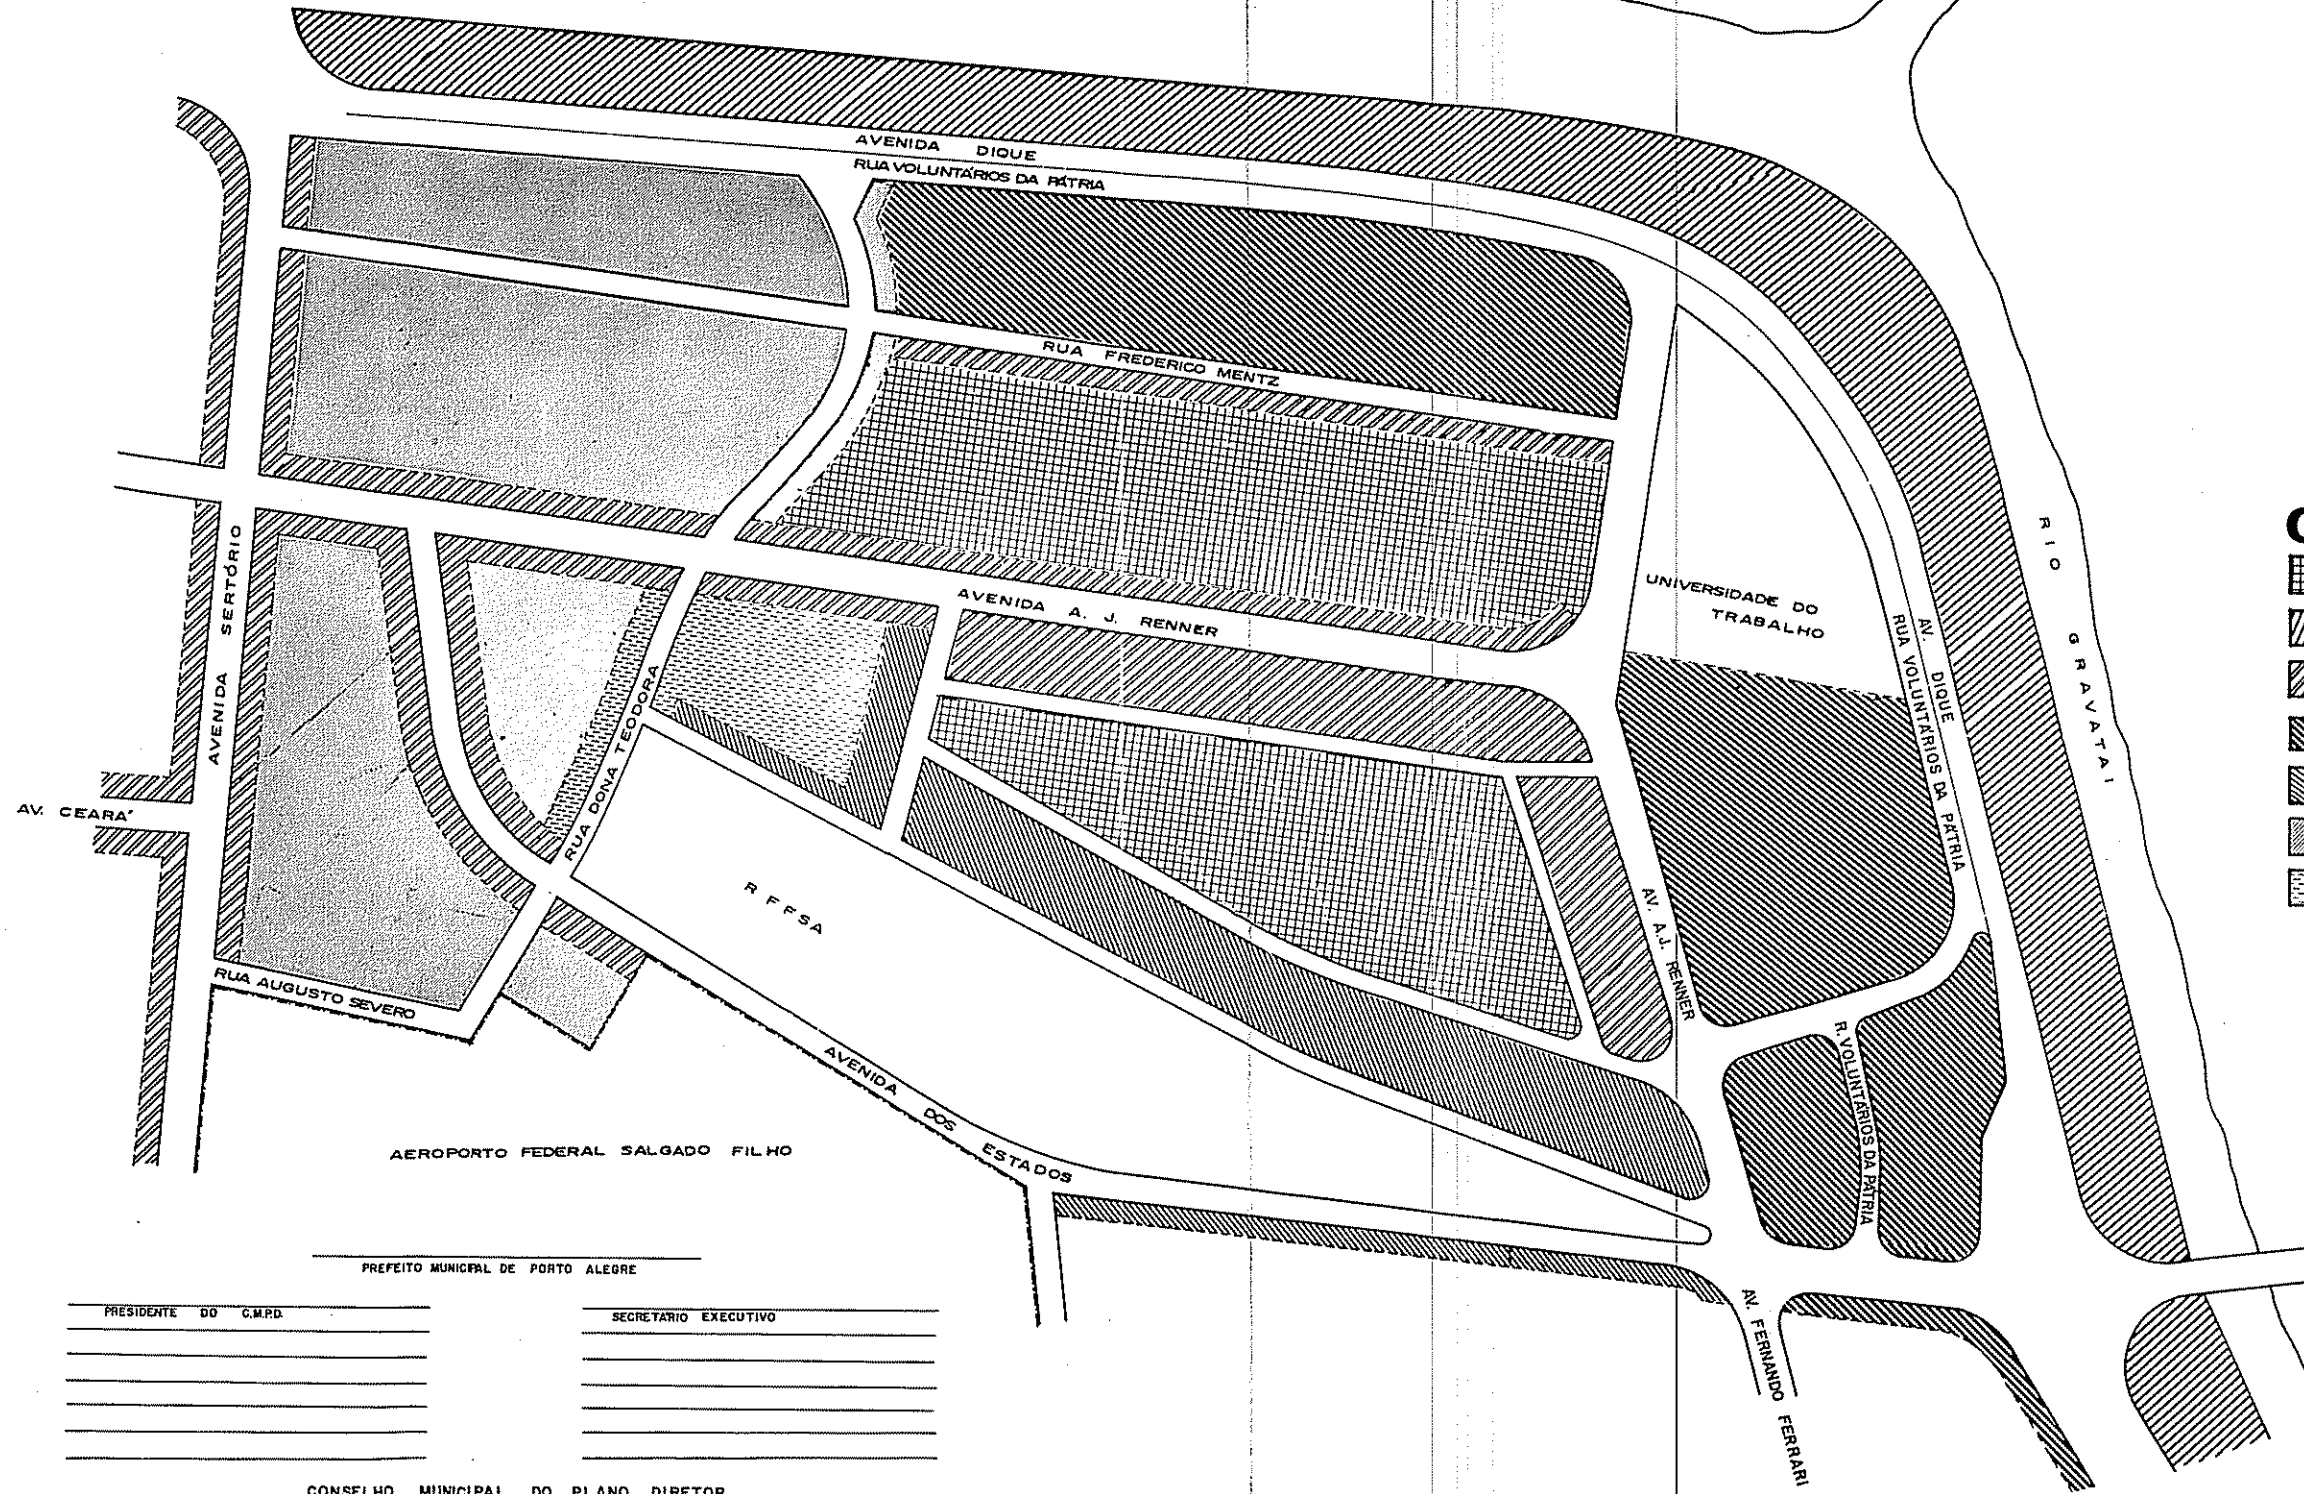 AVENIDA DIQUE
RUA VOLUNTÁRIOS DA PÁTRIA
RUA FREDERICO MENTZ
AVENIDA SERTÓRIO
AVENIDA A. J. RENNER
UNIVERSIDADE DO
TRABALHO
RIO GRAVATAI
AV. DIQUE
RUA VOLUNTÁRIOS DA PÁTRIA
RUA DONA TEODORA
AV. CEARÁ
R F F S A
AV. A.J. RENNER
RUA AUGUSTO SEVERO
R. VOLUNTÁRIOS DA PÁTRIA
AVENIDA DOS ESTADOS
AEROPORTO FEDERAL SALGADO FILHO
AV. FERNANDO FERRARI
PREFEITO MUNICIPAL DE PORTO ALEGRE
PRESIDENTE DO C.M.P.D.
SECRETÁRIO EXECUTIVO
CONSELHO MUNICIPAL DO PLANO DIRETOR